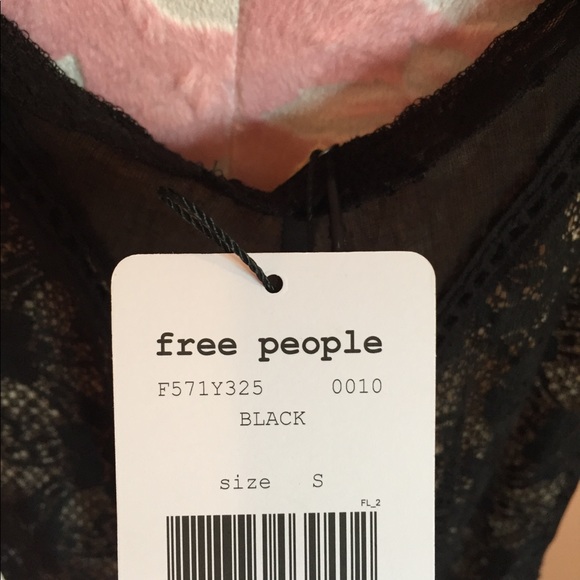 free people
F571Y325 0010
BLACK
size S
FL_2